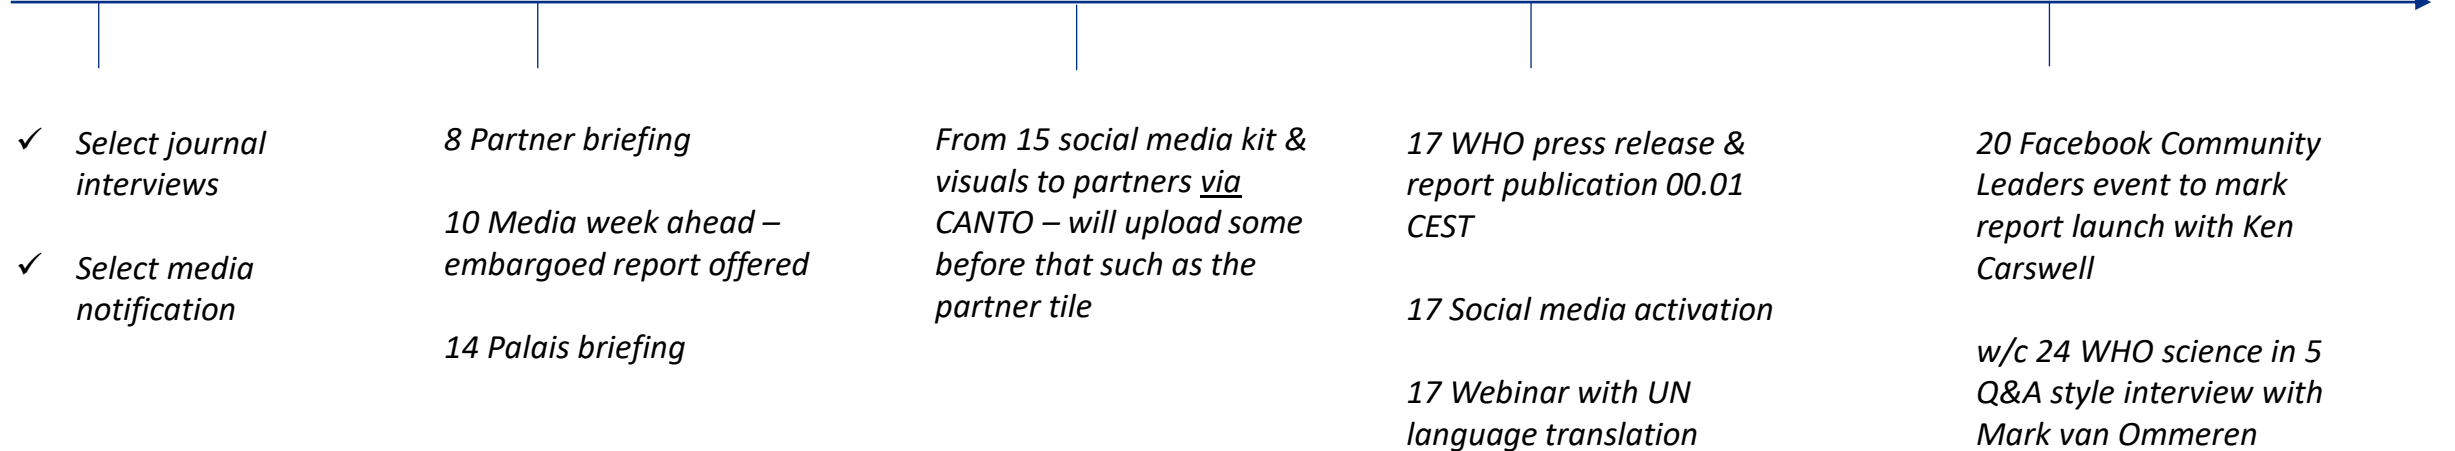 ✓ Select journal
interviews
✓ Select media
notification
8 Partner briefing
10 Media week ahead –
embargoed report offered
14 Palais briefing
From 15 social media kit &
visuals to partners via
CANTO – will upload some
before that such as the
partner tile
17 WHO press release &
report publication 00.01
CEST
17 Social media activation
17 Webinar with UN
language translation
20 Facebook Community
Leaders event to mark
report launch with Ken
Carswell
w/c 24 WHO science in 5
Q&A style interview with
Mark van Ommeren